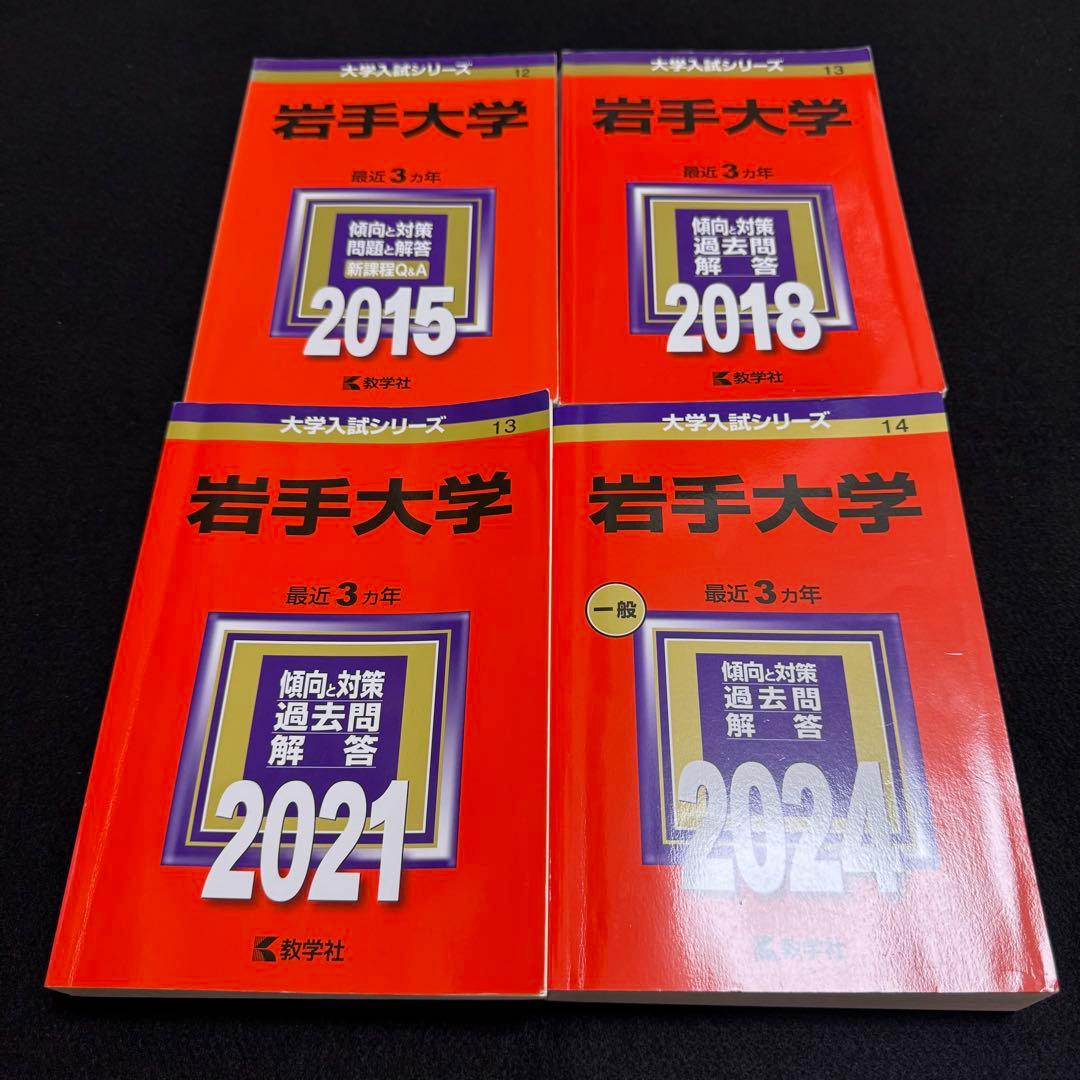 大学入試シリーズ 12
岩手大学
最近3ヵ年
傾向と対策
問題と解答
新課程Q&A
2015
教学社
大学入試シリーズ 13
岩手大学
最近3ヵ年
傾向と対策
過去問
解答
2018
教学社
大学入試シリーズ 13
岩手大学
最近3ヵ年
傾向と対策
過去問
解答
2021
教学社
大学入試シリーズ 14
岩手大学
最近3ヵ年
一般
傾向と対策
過去問
解答
2024
教学社